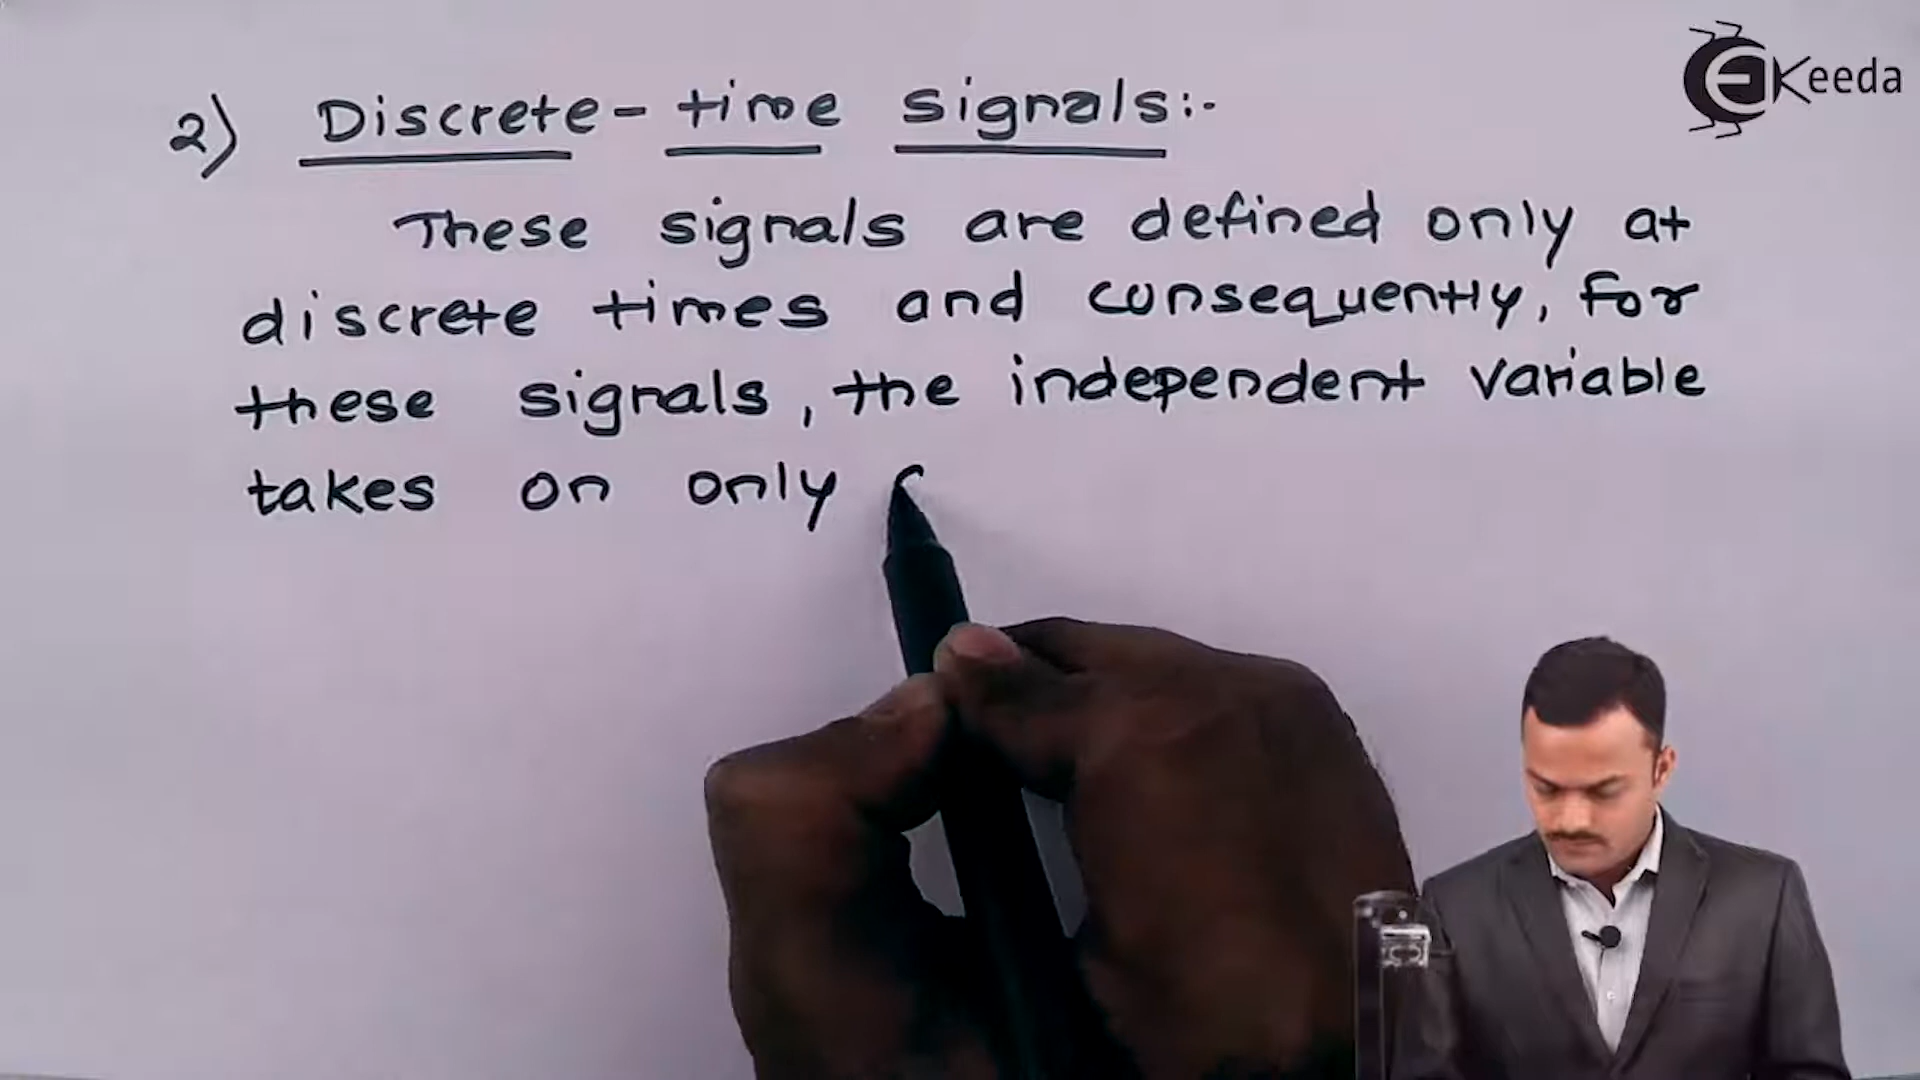 2) Discrete-time signals:-
These signals are defined only at
discrete times and consequently, for
these signals, the independent variable
takes on only
EKeeda